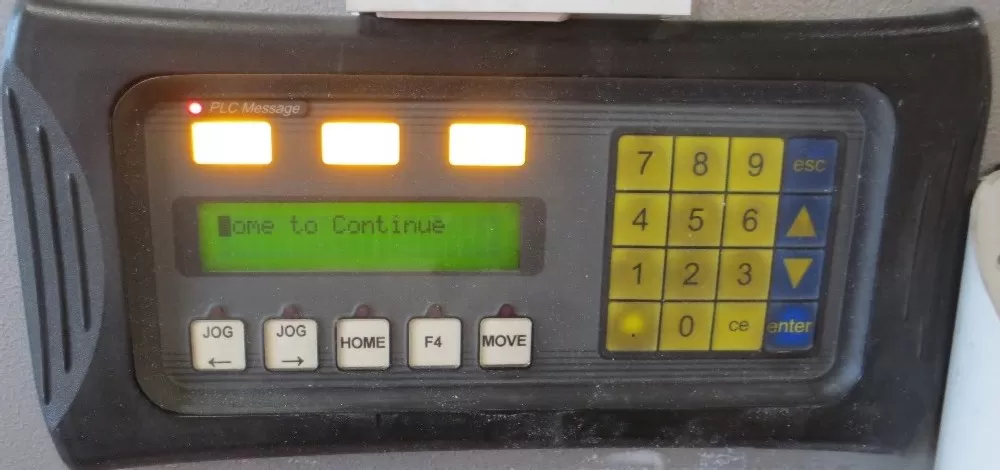 PLC Message
ome to Continue
7 8 9 esc
4 5 6
1 2 3
. 0 ce enter
JOG ← JOG → HOME F4 MOVE